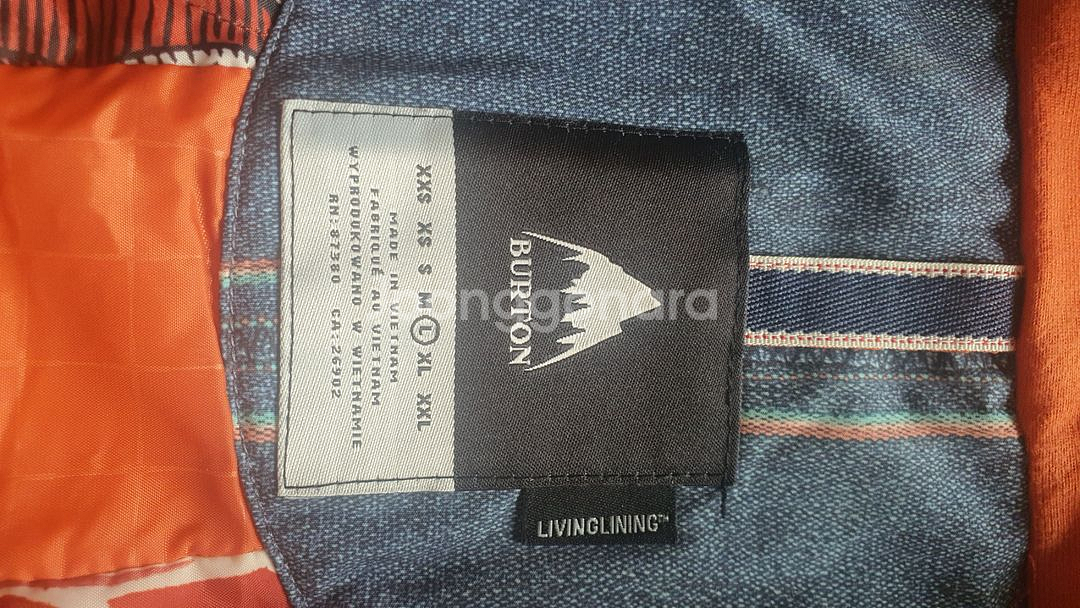 BURTON
XXS XS S M L XL XXL
MADE IN VIETNAM
FABRIQUÉ AU VIETNAM
WYPRODUKOWANO W WIETNAMIE
RN:87380 CA:26902
LIVINGLINING™